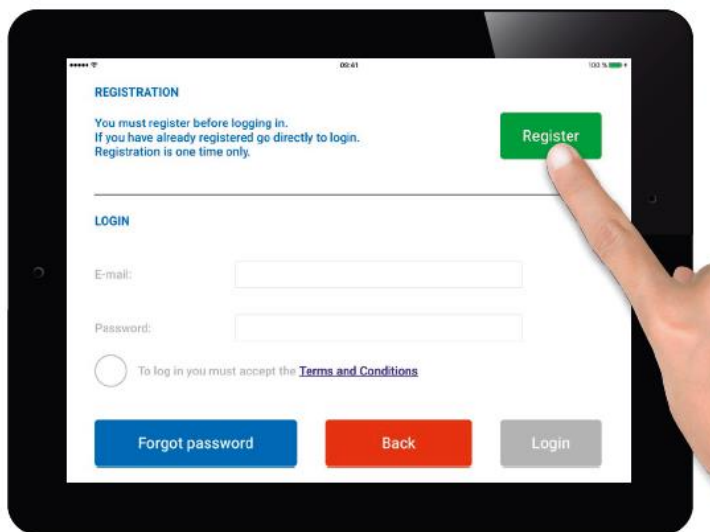 09:41
100 %
REGISTRATION
You must register before logging in.
If you have already registered go directly to login.
Registration is one time only.
Register
LOGIN
E-mail:
Password:
To log in you must accept the Terms and Conditions
Forgot password
Back
Login